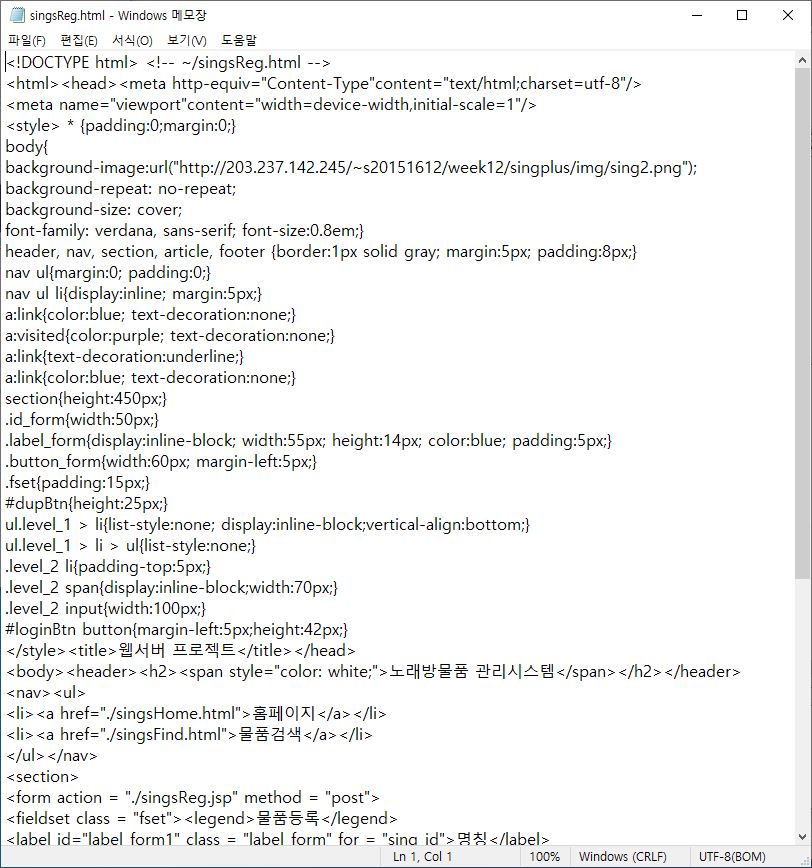 singsReg.html - Windows 메모장
파일(F) 편집(E) 서식(O) 보기(V) 도움말
<!DOCTYPE html> <!-- ~/singsReg.html -->
<html><head><meta http-equiv="Content-Type"content="text/html;charset=utf-8"/>
<meta name="viewport"content="width=device-width,initial-scale=1"/>
<style> * {padding:0;margin:0;}
body{
background-image:url("http://203.237.142.245/~s20151612/week12/singplus/img/sing2.png");
background-repeat: no-repeat;
background-size: cover;
font-family: verdana, sans-serif; font-size:0.8em;}
header, nav, section, article, footer {border:1px solid gray; margin:5px; padding:8px;}
nav ul{margin:0; padding:0;}
nav ul li{display:inline; margin:5px;}
a:link{color:blue; text-decoration:none;}
a:visited{color:purple; text-decoration:none;}
a:link{text-decoration:underline;}
a:link{color:blue; text-decoration:none;}
section{height:450px;}
.id_form{width:50px;}
.label_form{display:inline-block; width:55px; height:14px; color:blue; padding:5px;}
.button_form{width:60px; margin-left:5px;}
.fset{padding:15px;}
#dupBtn{height:25px;}
ul.level_1 > li{list-style:none; display:inline-block;vertical-align:bottom;}
ul.level_1 > li > ul{list-style:none;}
.level_2 li{padding-top:5px;}
.level_2 span{display:inline-block;width:70px;}
.level_2 input{width:100px;}
#loginBtn button{margin-left:5px;height:42px;}
</style><title>웹서버 프로젝트</title></head>
<body><header><h2><span style="color: white;">노래방물품 관리시스템</span></h2></header>
<nav><ul>
<li><a href="./singsHome.html">홈페이지</a></li>
<li><a href="./singsFind.html">물품검색</a></li>
</ul></nav>
<section>
<form action = "./singsReg.jsp" method = "post">
<fieldset class = "fset"><legend>물품등록</legend>
<label id="label_form1" class = "label_form" for = "sing_id">명칭</label>
Ln 1, Col 1 100% Windows (CRLF) UTF-8(BOM)